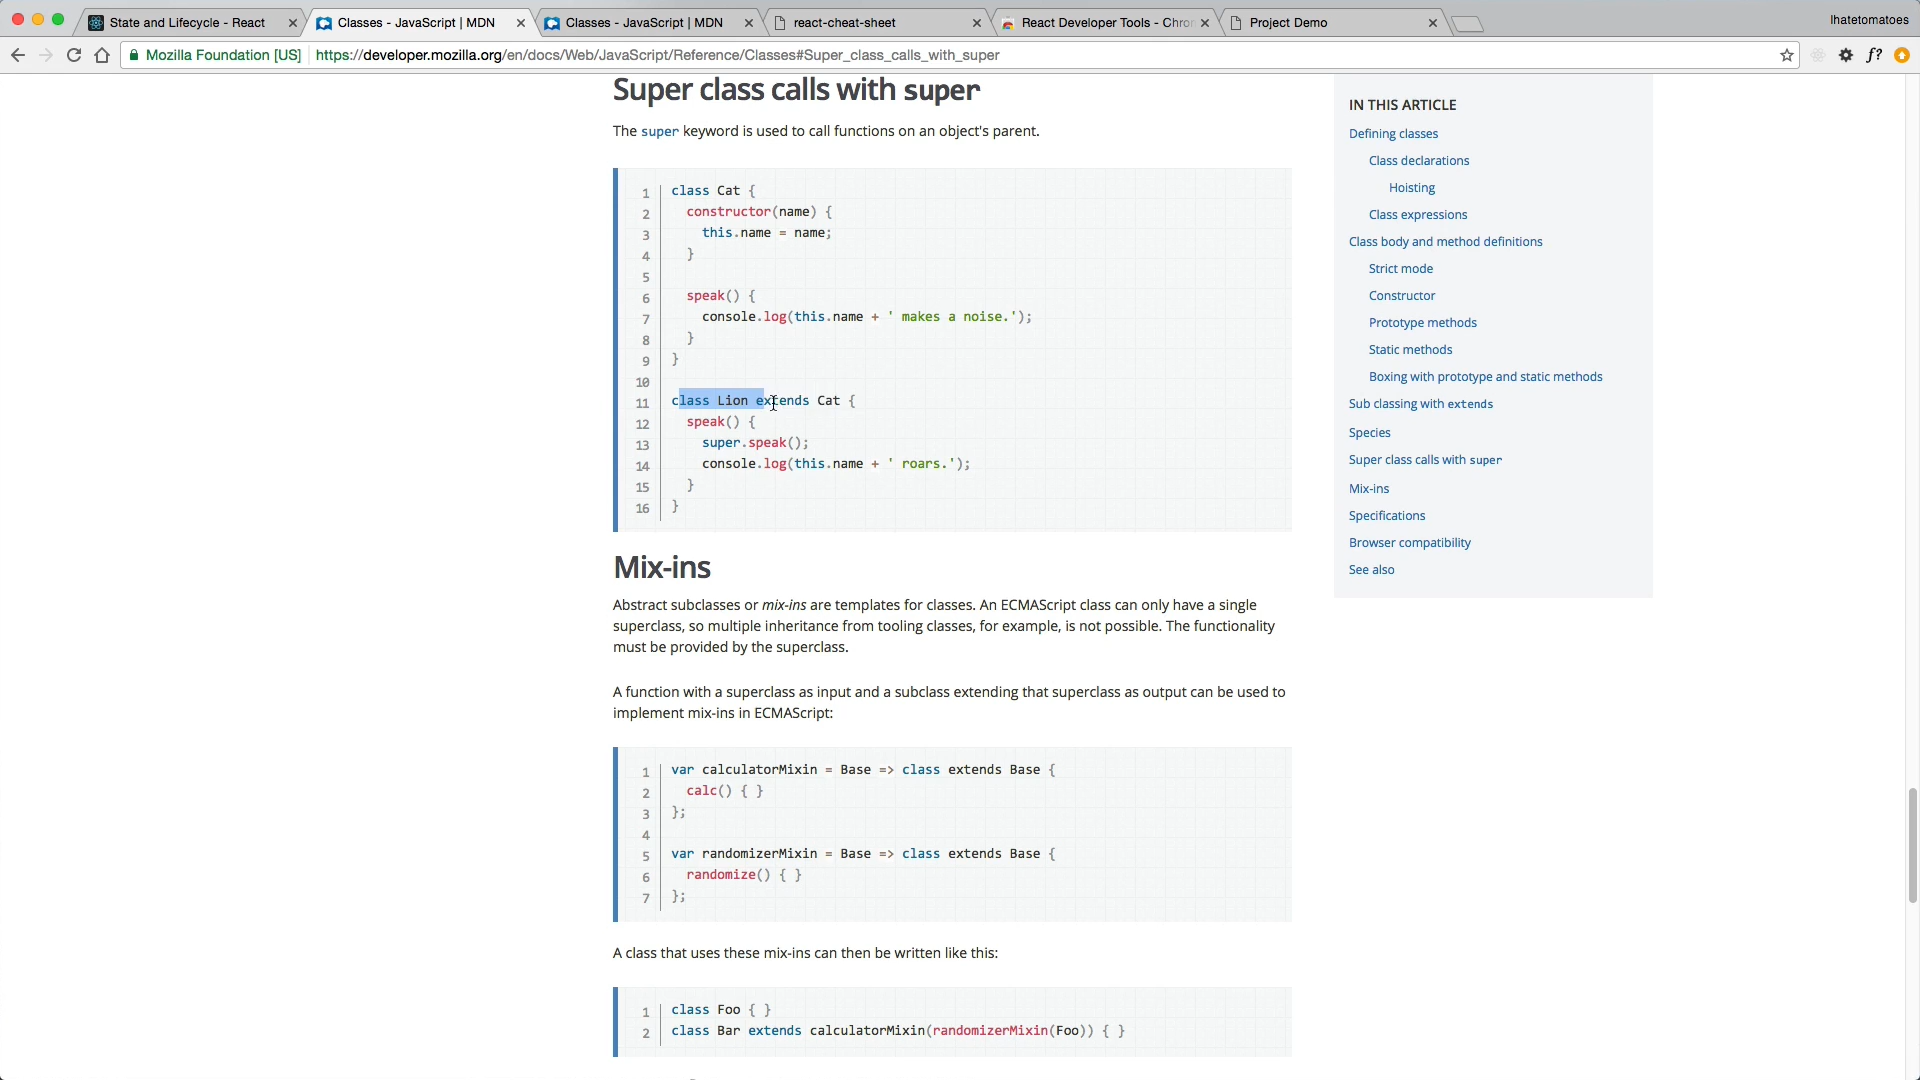 State and Lifecycle - React
Classes - JavaScript | MDN
Classes - JavaScript | MDN
react-cheat-sheet
React Developer Tools - Chro
Project Demo
Ihatetomatoes
Mozilla Foundation [US]
https://developer.mozilla.org/en/docs/Web/JavaScript/Reference/Classes#Super_class_calls_with_super
f?
Super class calls with super
The super keyword is used to call functions on an object's parent.
1 class Cat {
2 constructor(name) {
3 this.name = name;
4 }
5
6 speak() {
7 console.log(this.name + ' makes a noise.');
8 }
9 }
10
11 class Lion extends Cat {
12 speak() {
13 super.speak();
14 console.log(this.name + ' roars.');
15 }
16 }
Mix-ins
Abstract subclasses or mix-ins are templates for classes. An ECMAScript class can only have a single
superclass, so multiple inheritance from tooling classes, for example, is not possible. The functionality
must be provided by the superclass.
A function with a superclass as input and a subclass extending that superclass as output can be used to
implement mix-ins in ECMAScript:
1 var calculatorMixin = Base => class extends Base {
2 calc() { }
3 };
4
5 var randomizerMixin = Base => class extends Base {
6 randomize() { }
7 };
A class that uses these mix-ins can then be written like this:
1 class Foo { }
2 class Bar extends calculatorMixin(randomizerMixin(Foo)) { }
IN THIS ARTICLE
Defining classes
Class declarations
Hoisting
Class expressions
Class body and method definitions
Strict mode
Constructor
Prototype methods
Static methods
Boxing with prototype and static methods
Sub classing with extends
Species
Super class calls with super
Mix-ins
Specifications
Browser compatibility
See also